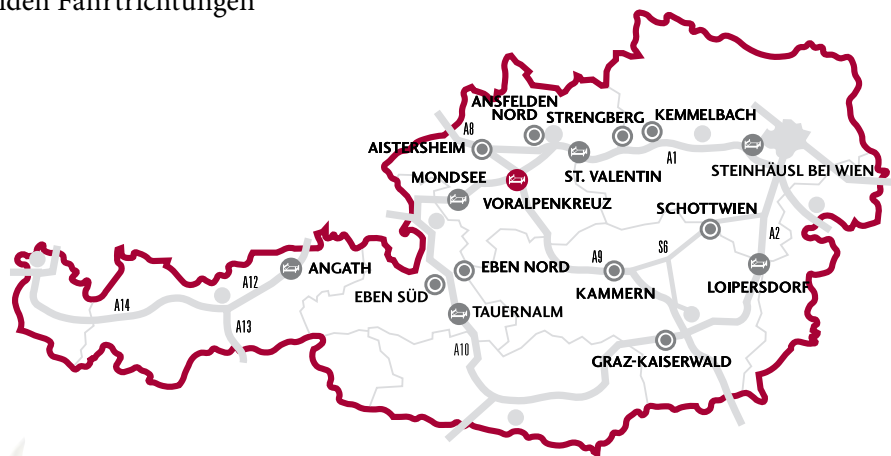 nden Fahrtrichtungen
ANSFELDEN
NORD
STRENGBERG
KEMMELBACH
A8
AISTERSHEIM
A1
MONDSEE
ST. VALENTIN
STEINHÄUSL BEI WIEN
VORALPENKREUZ
SCHOTTWIEN
A2
S6
A9
ANGATH
EBEN NORD
A12
EBEN SÜD
KAMMERN
LOIPERSDORF
A14
TAUERNALM
A13
A10
GRAZ-KAISERWALD